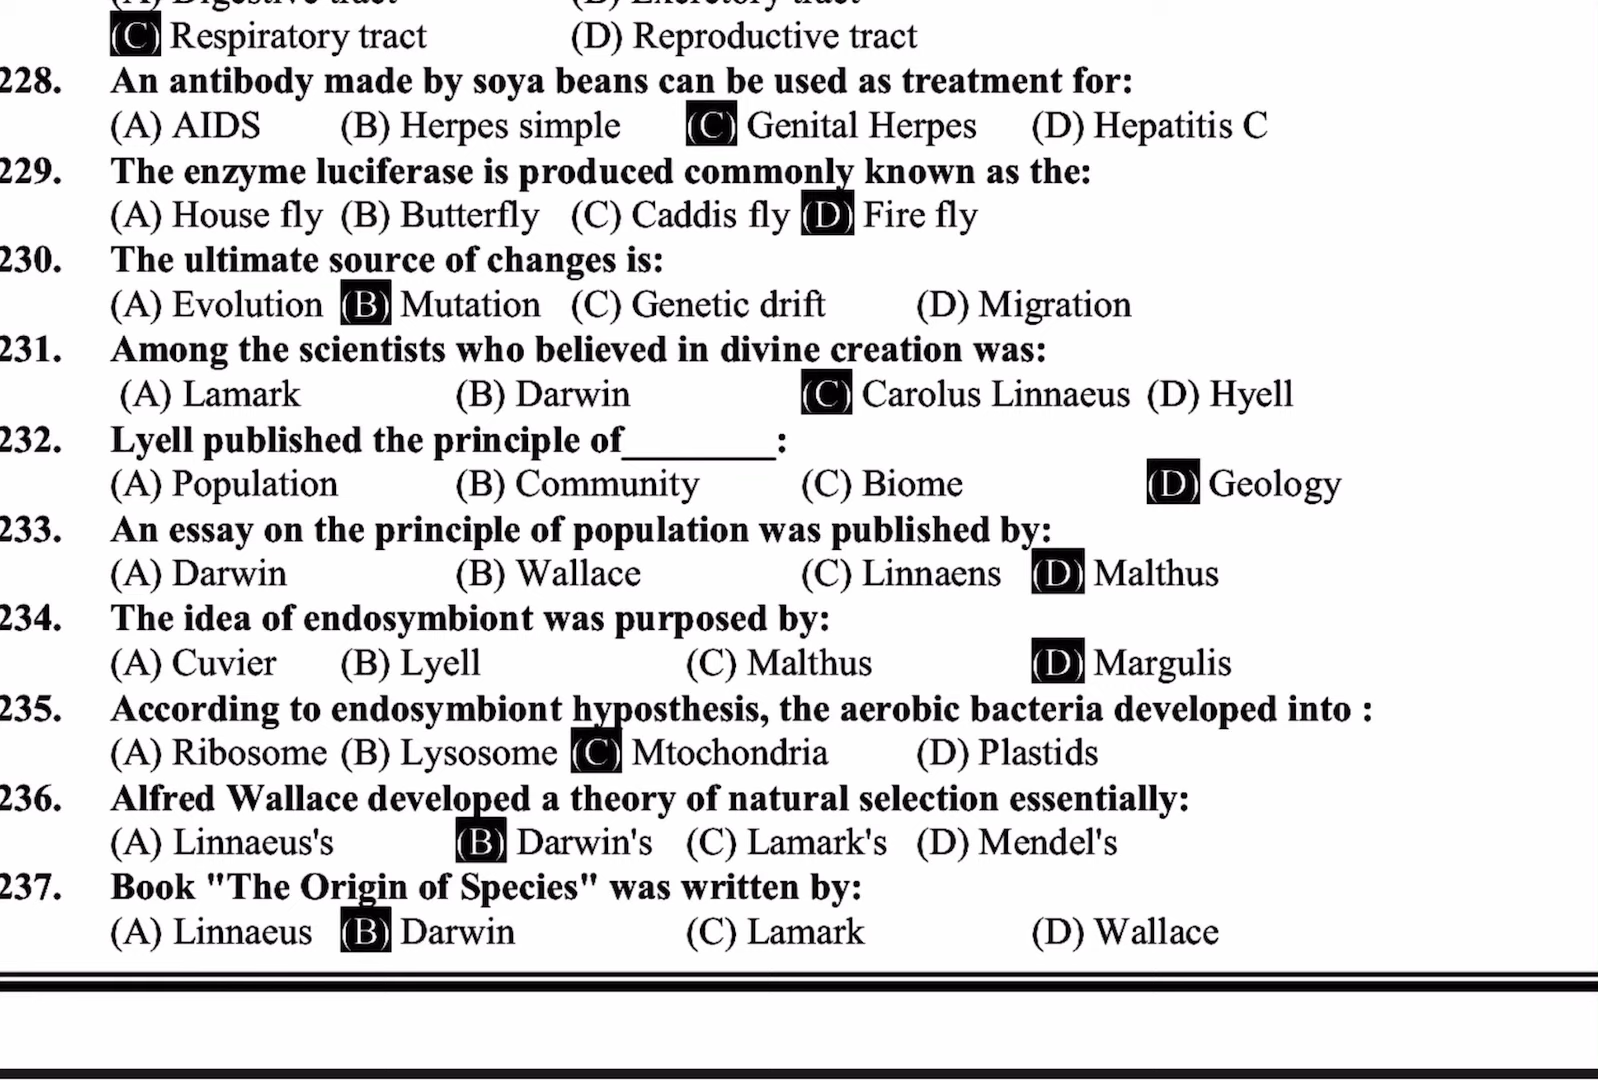 (A) Digestive tract (B) Excretory tract
(C) Respiratory tract (D) Reproductive tract
228. An antibody made by soya beans can be used as treatment for:
(A) AIDS (B) Herpes simple (C) Genital Herpes (D) Hepatitis C
229. The enzyme luciferase is produced commonly known as the:
(A) House fly (B) Butterfly (C) Caddis fly (D) Fire fly
230. The ultimate source of changes is:
(A) Evolution (B) Mutation (C) Genetic drift (D) Migration
231. Among the scientists who believed in divine creation was:
(A) Lamark (B) Darwin (C) Carolus Linnaeus (D) Hyell
232. Lyell published the principle of________:
(A) Population (B) Community (C) Biome (D) Geology
233. An essay on the principle of population was published by:
(A) Darwin (B) Wallace (C) Linnaens (D) Malthus
234. The idea of endosymbiont was purposed by:
(A) Cuvier (B) Lyell (C) Malthus (D) Margulis
235. According to endosymbiont hyposthesis, the aerobic bacteria developed into :
(A) Ribosome (B) Lysosome (C) Mtochondria (D) Plastids
236. Alfred Wallace developed a theory of natural selection essentially:
(A) Linnaeus's (B) Darwin's (C) Lamark's (D) Mendel's
237. Book "The Origin of Species" was written by:
(A) Linnaeus (B) Darwin (C) Lamark (D) Wallace